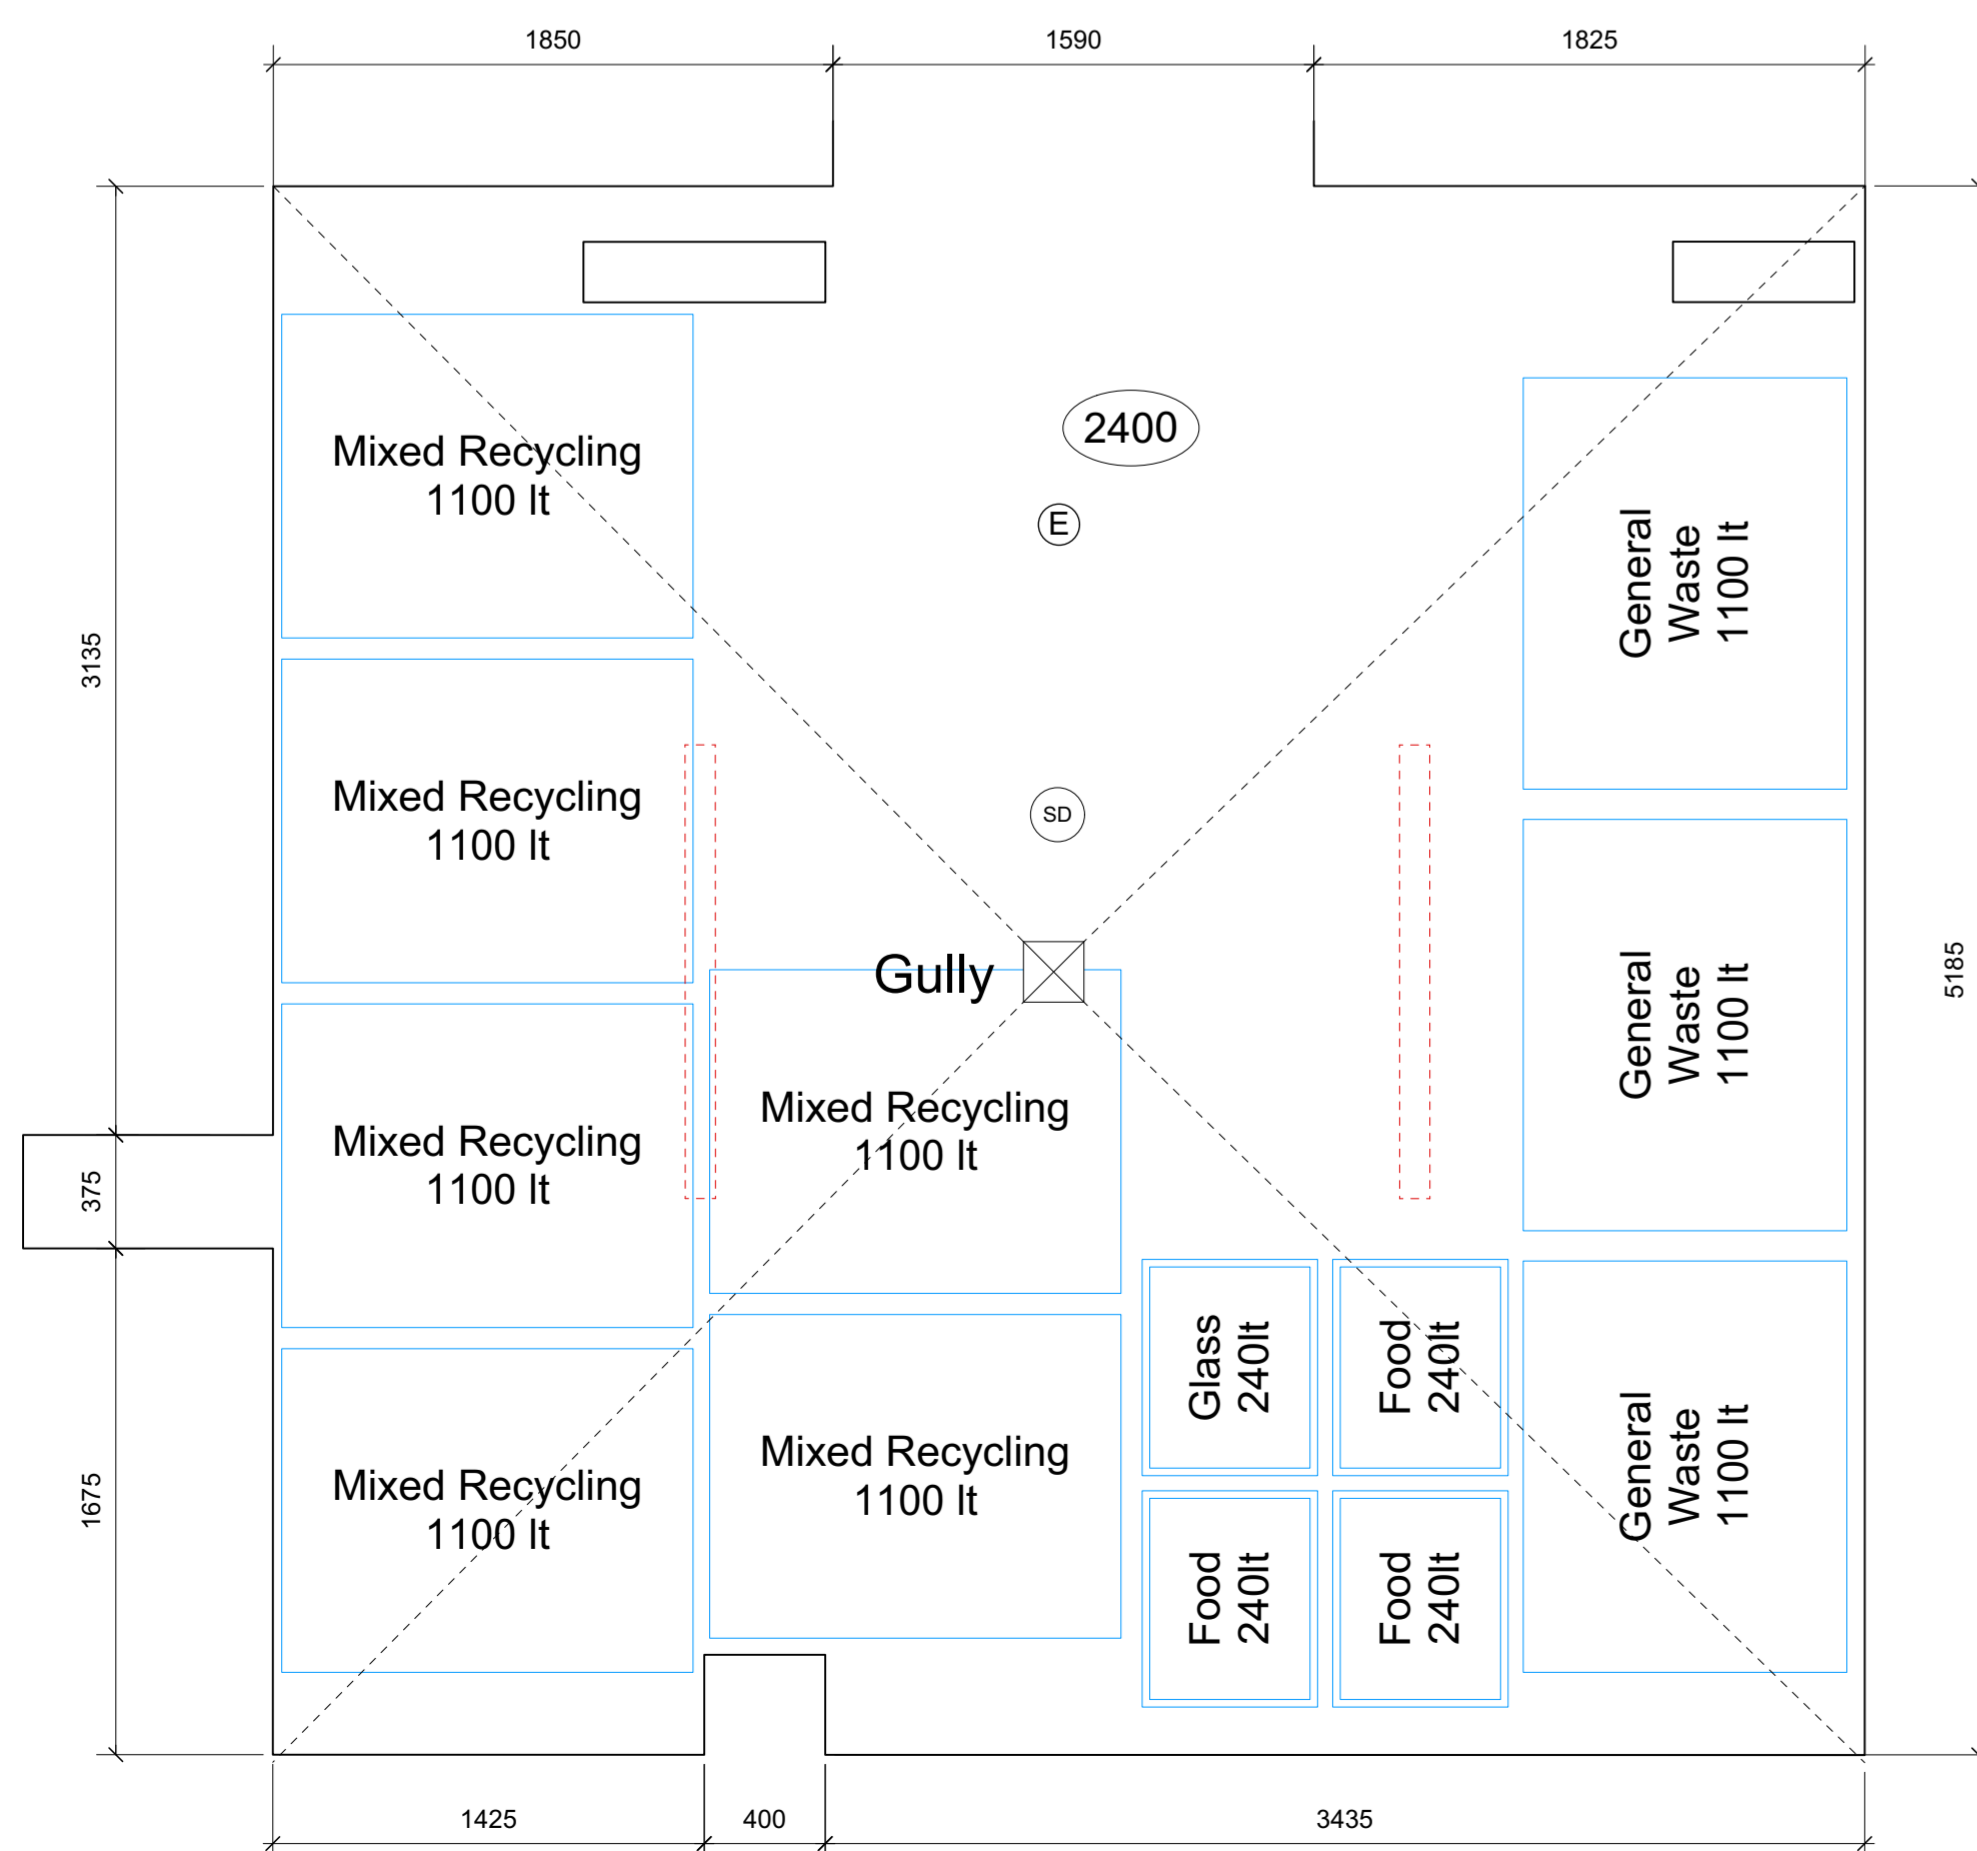 1850
1590
1825
2400
E
Mixed Recycling
1100 lt
General
Waste
1100 lt
3135
Mixed Recycling
1100 lt
SD
Gully
General
Waste
1100 lt
5185
Mixed Recycling
1100 lt
Mixed Recycling
1100 lt
375
Glass
240lt
Food
240lt
General
Waste
1100 lt
Mixed Recycling
1100 lt
Mixed Recycling
1100 lt
1675
Food
240lt
Food
240lt
1425
400
3435